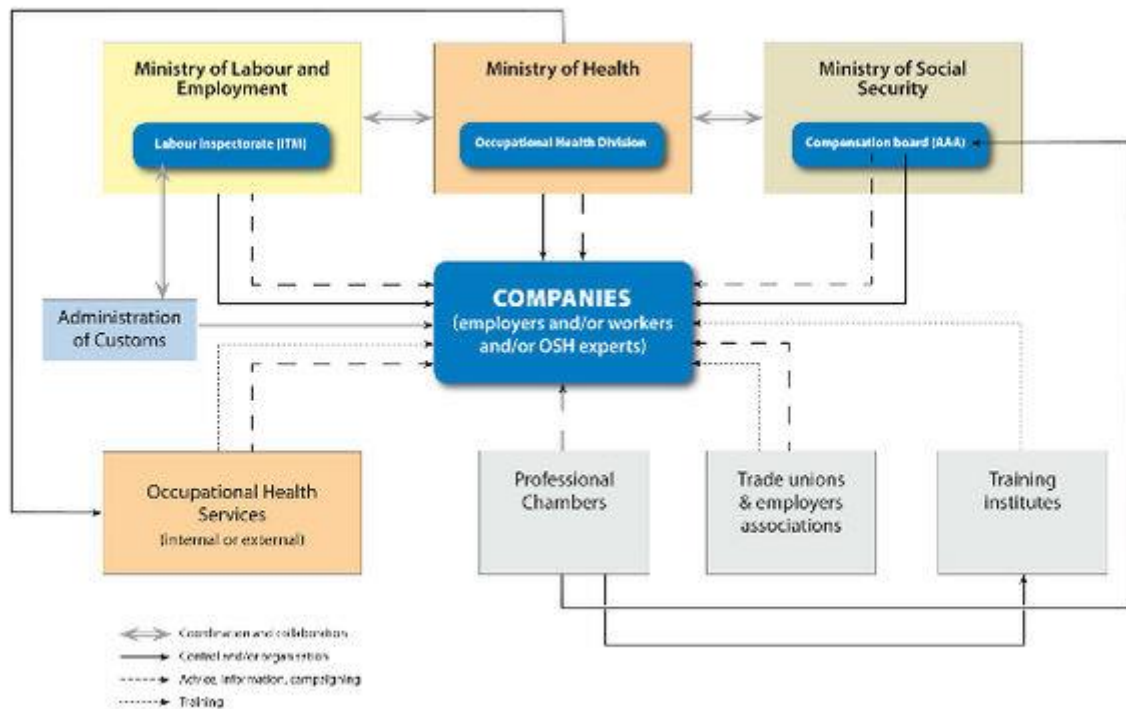 Ministry of Labour and
Employment
Labour Inspectorate (ITM)
Ministry of Health
Occupational Health Division
Ministry of Social
Security
Compensation board (AAA)
COMPANIES
(employers and/or workers
and/or OSH experts)
Administration
of Customs
Occupational Health
Services
(internal or external)
Professional
Chambers
Trade unions
& employers
associations
Training
institutes
Coordination and collaboration
Control and/or organisation
Advice, information, campaigning
Training